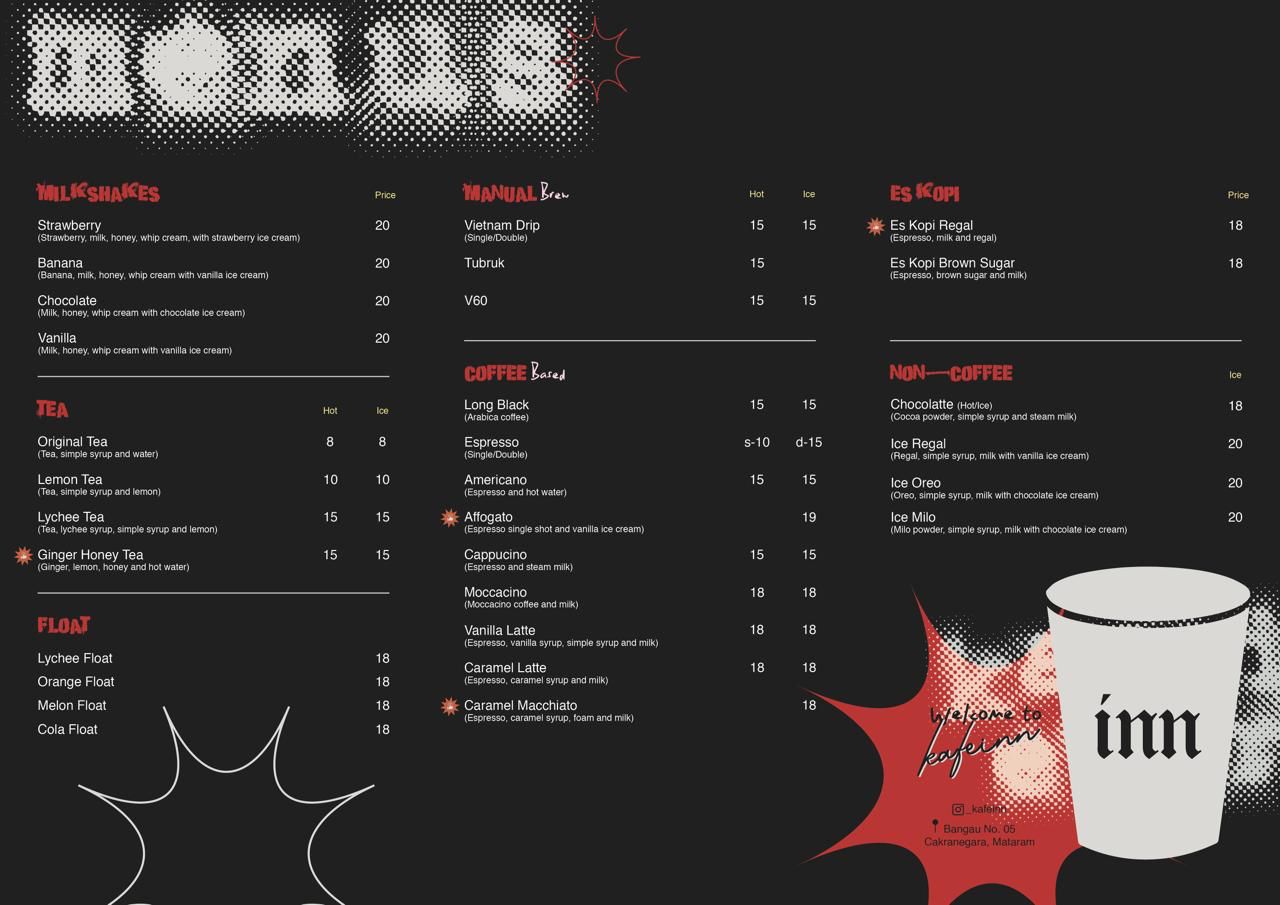 menus
MILKSHAKES Price
Strawberry 20
(Strawberry, milk, honey, whip cream, with strawberry ice cream)
Banana 20
(Banana, milk, honey, whip cream with vanilla ice cream)
Chocolate 20
(Milk, honey, whip cream with chocolate ice cream)
Vanilla 20
(Milk, honey, whip cream with vanilla ice cream)
TEA Hot Ice
Original Tea 8 8
(Tea, simple syrup and water)
Lemon Tea 10 10
(Tea, simple syrup and lemon)
Lychee Tea 15 15
(Tea, lychee syrup, simple syrup and lemon)
Ginger Honey Tea 15 15
(Ginger, lemon, honey and hot water)
FLOAT
Lychee Float 18
Orange Float 18
Melon Float 18
Cola Float 18
MANUAL Brew Hot Ice
Vietnam Drip 15 15
(Single/Double)
Tubruk 15
V60 15 15
COFFEE Based
Long Black 15 15
(Arabica coffee)
Espresso s-10 d-15
(Single/Double)
Americano 15 15
(Espresso and hot water)
Affogato 19
(Espresso single shot and vanilla ice cream)
Cappucino 15 15
(Espresso and steam milk)
Moccacino 18 18
(Moccacino coffee and milk)
Vanilla Latte 18 18
(Espresso, vanilla syrup, simple syrup and milk)
Caramel Latte 18 18
(Espresso, caramel syrup and milk)
Caramel Macchiato 18
(Espresso, caramel syrup, foam and milk)
ES KOPI Price
Es Kopi Regal 18
(Espresso, milk and regal)
Es Kopi Brown Sugar 18
(Espresso, brown sugar and milk)
NON—COFFEE Ice
Chocolatte (Hot/Ice) 18
(Cocoa powder, simple syrup and steam milk)
Ice Regal 20
(Regal, simple syrup, milk with vanilla ice cream)
Ice Oreo 20
(Oreo, simple syrup, milk with chocolate ice cream)
Ice Milo 20
(Milo powder, simple syrup, milk with chocolate ice cream)
welcome to
kafeinn
_kafeinn
Bangau No. 05
Cakranegara, Mataram
ínn